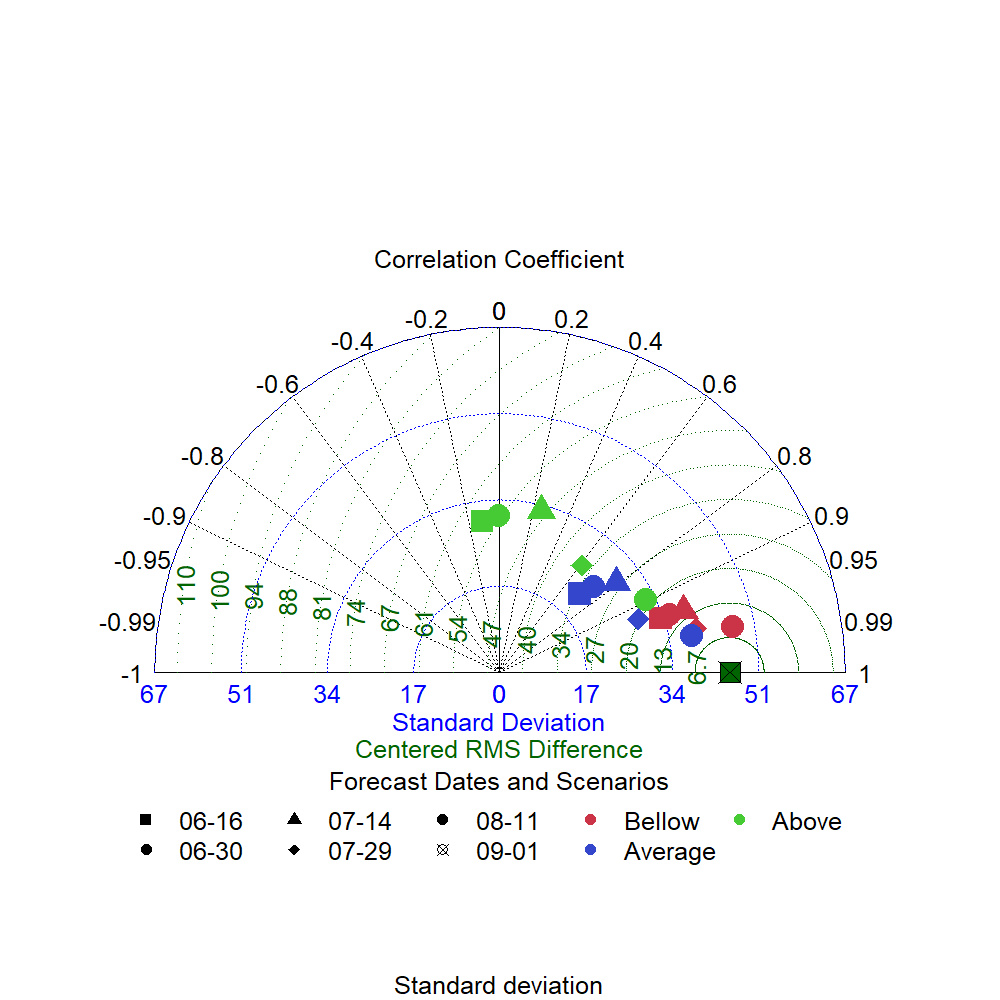 Correlation Coefficient
0
-0.2 0.2
-0.4 0.4
-0.6 0.6
-0.8 0.8
-0.9 0.9
-0.95 0.95
-0.99 0.99
-1 1
110 100 94 88 81 74 67 61 54 47 40 34 27 20 13 6.7
67 51 34 17 0 17 34 51 67
Standard Deviation
Centered RMS Difference
Forecast Dates and Scenarios
06-16 07-14 08-11 Bellow Above
06-30 07-29 09-01 Average
Standard deviation